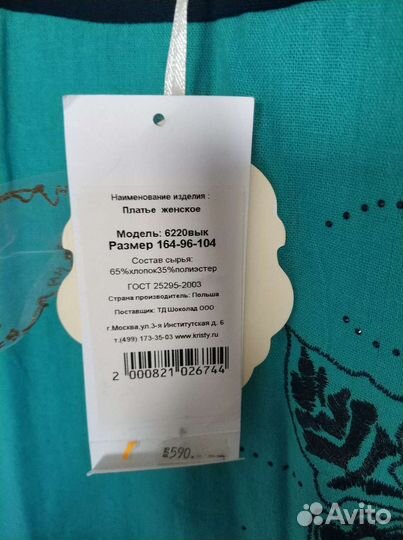 Наименование изделия :
Платье женское
Модель: 6220вык
Размер 164-96-104
Состав сырья:
65%хлопок35%полиэстер
ГОСТ 25295-2003
Страна производитель: Польша
Поставщик: ТД Шоколад ООО
г.Москва,ул.3-я Институтская д. 6
т.(499) 173-35-03 www.kristy.ru
2 000821 026744
590.
Avito